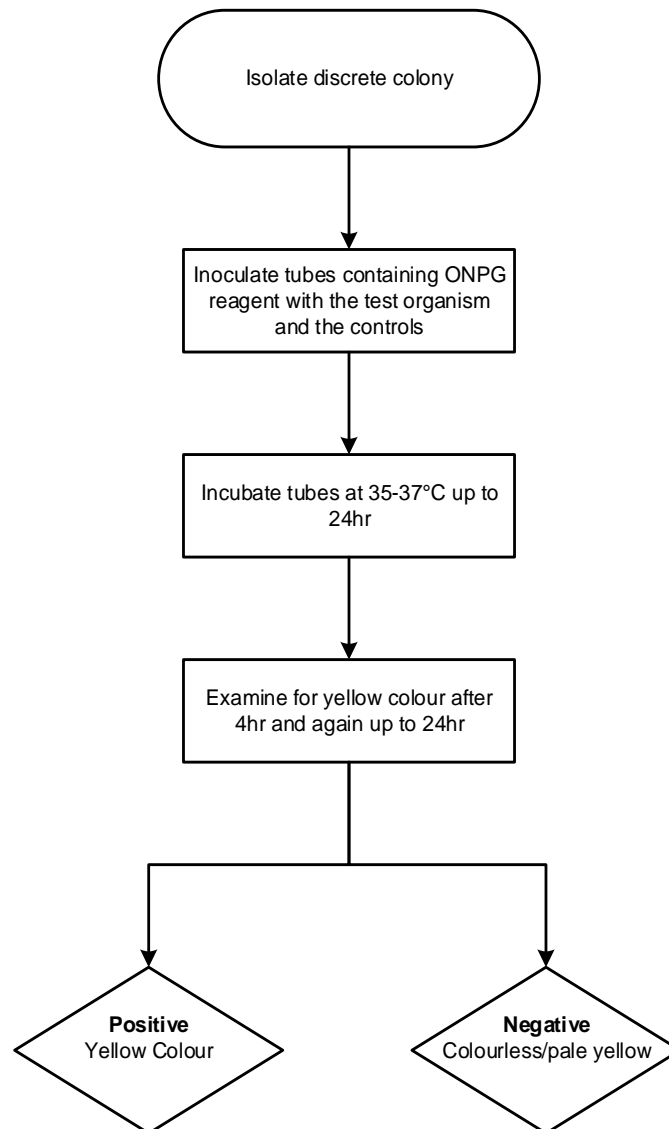 Isolate discrete colony
Inoculate tubes containing ONPG
reagent with the test organism
and the controls
Incubate tubes at 35-37°C up to
24hr
Examine for yellow colour after
4hr and again up to 24hr
Positive
Yellow Colour
Negative
Colourless/pale yellow